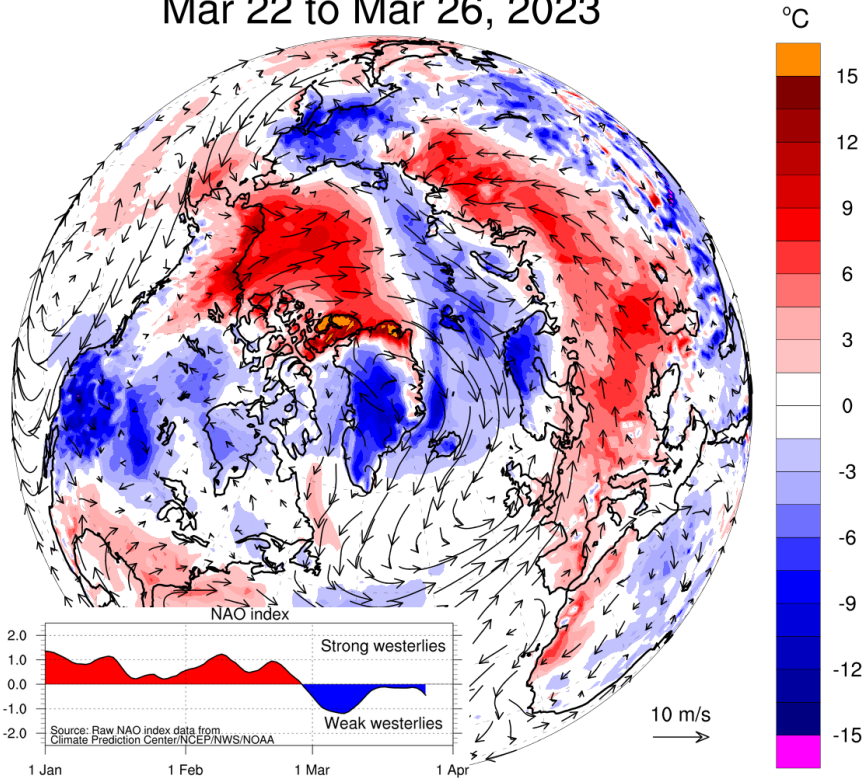 Mar 22 to Mar 26, 2023
°C
15
12
9
6
3
0
-3
-6
-9
-12
-15
10 m/s
NAO index
2.0
1.0
0.0
-1.0
-2.0
Strong westerlies
Weak westerlies
Source: Raw NAO index data from
Climate Prediction Center/NCEP/NWS/NOAA
1 Jan 1 Feb 1 Mar 1 Apr